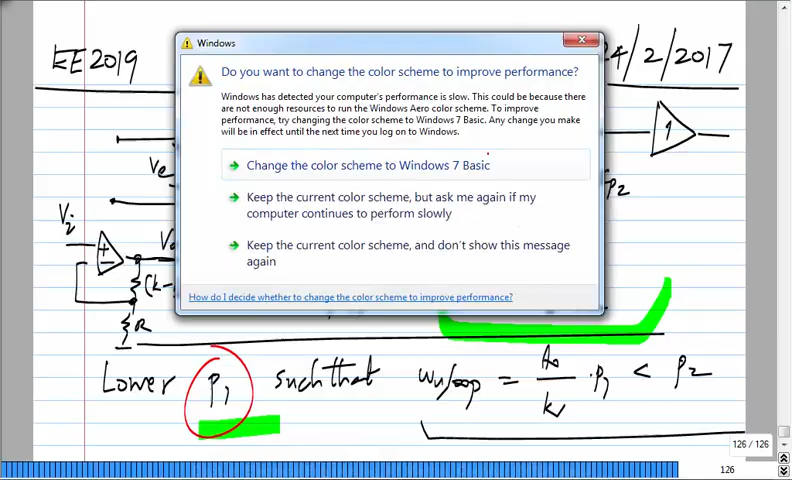 EE2019
24/2/2017
Windows
Do you want to change the color scheme to improve performance?
Windows has detected your computer's performance is slow. This could be because there
are not enough resources to run the Windows Aero color scheme. To improve
performance, try changing the color scheme to Windows 7 Basic. Any change you make
will be in effect until the next time you log on to Windows.
Change the color scheme to Windows 7 Basic
Keep the current color scheme, but ask me again if my
computer continues to perform slowly
Keep the current color scheme, and don't show this message
again
How do I decide whether to change the color scheme to improve performance?
1
Ve
P2
Vi
+
−
(k-
R
Lower P1 such that ωu,loop = A0/k · P1 < P2
126 / 126
126